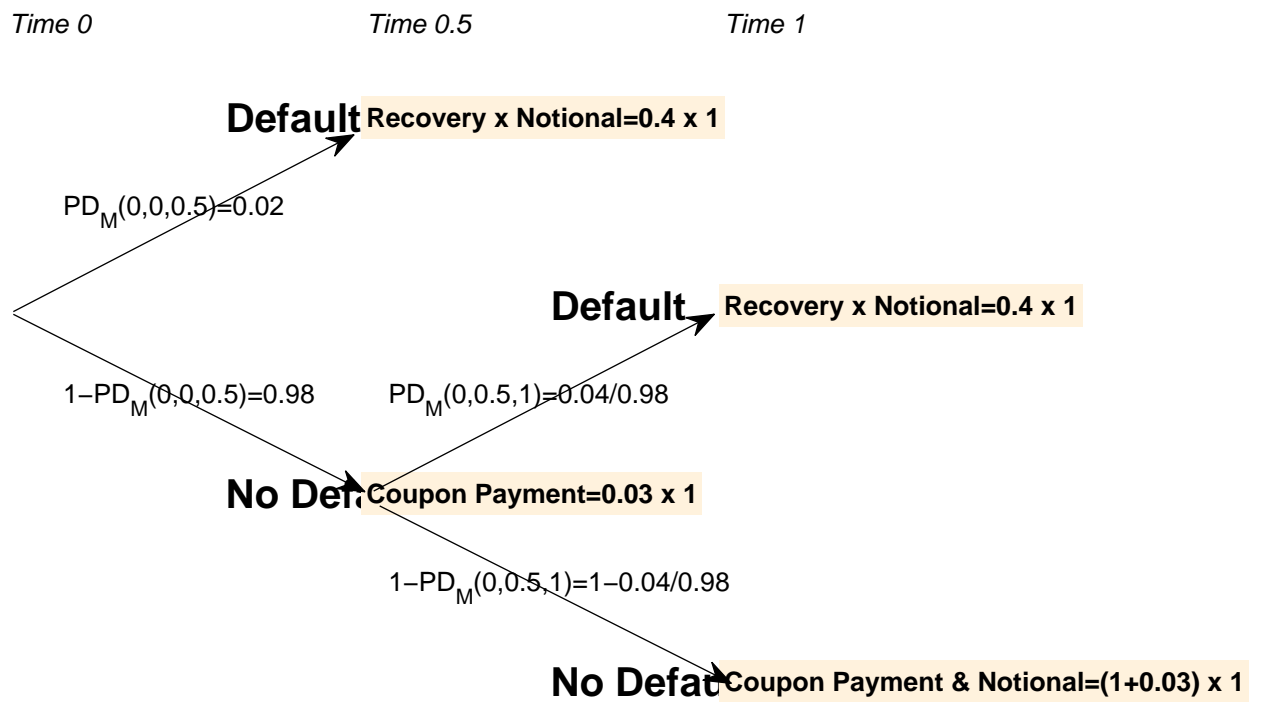 Time 0 Time 0.5 Time 1
Default Recovery x Notional=0.4 x 1
PD_M(0,0,0.5)=0.02
Default Recovery x Notional=0.4 x 1
1−PD_M(0,0,0.5)=0.98 PD_M(0,0.5,1)=0.04/0.98
No Defa Coupon Payment=0.03 x 1
1−PD_M(0,0.5,1)=1−0.04/0.98
No Defau Coupon Payment & Notional=(1+0.03) x 1